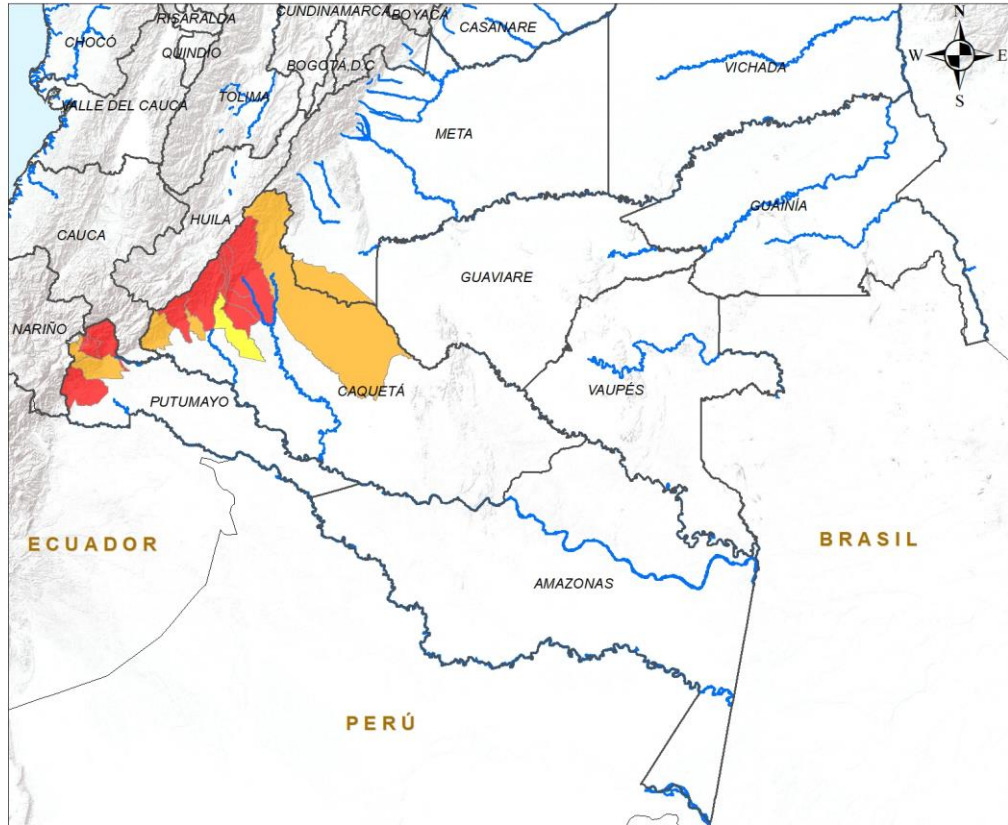 RISARALDA
CUNDINAMARCA
BOYACÁ
CASANARE
N
CHOCÓ
QUINDÍO
BOGOTÁ D.C
VICHADA
W
E
S
VALLE DEL CAUCA
TOLIMA
META
HUILA
GUAINÍA
CAUCA
GUAVIARE
NARIÑO
CAQUETÁ
VAUPÉS
PUTUMAYO
ECUADOR
BRASIL
AMAZONAS
PERÚ